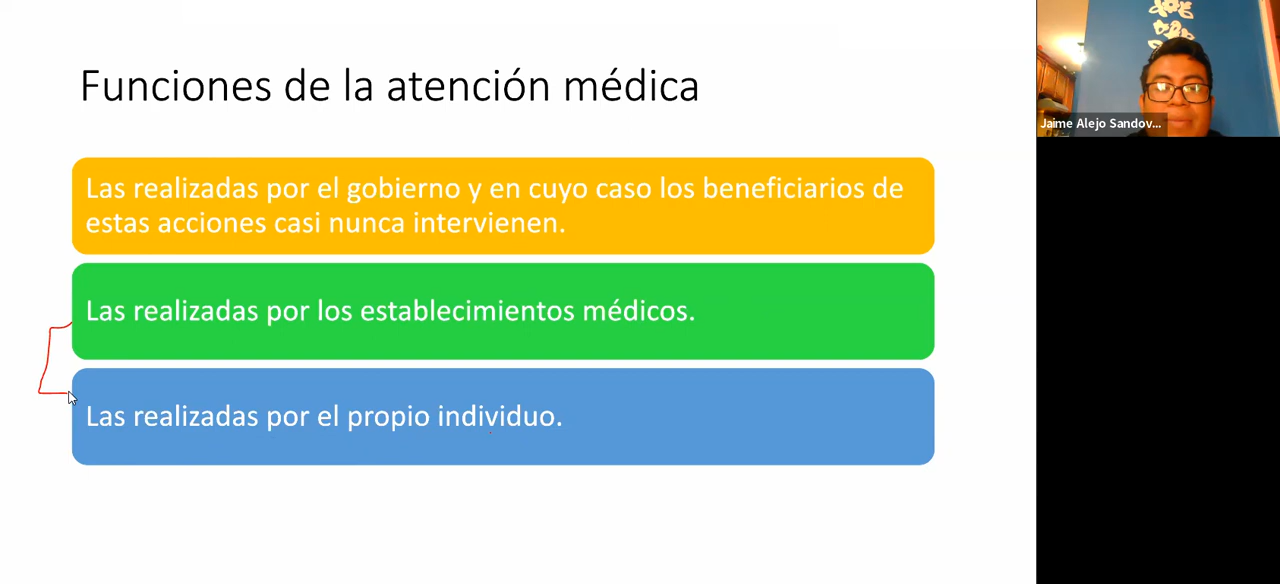 Funciones de la atención médica
Las realizadas por el gobierno y en cuyo caso los beneficiarios de
estas acciones casi nunca intervienen.
Las realizadas por los establecimientos médicos.
Las realizadas por el propio individuo.
Jaime Alejo Sandov...